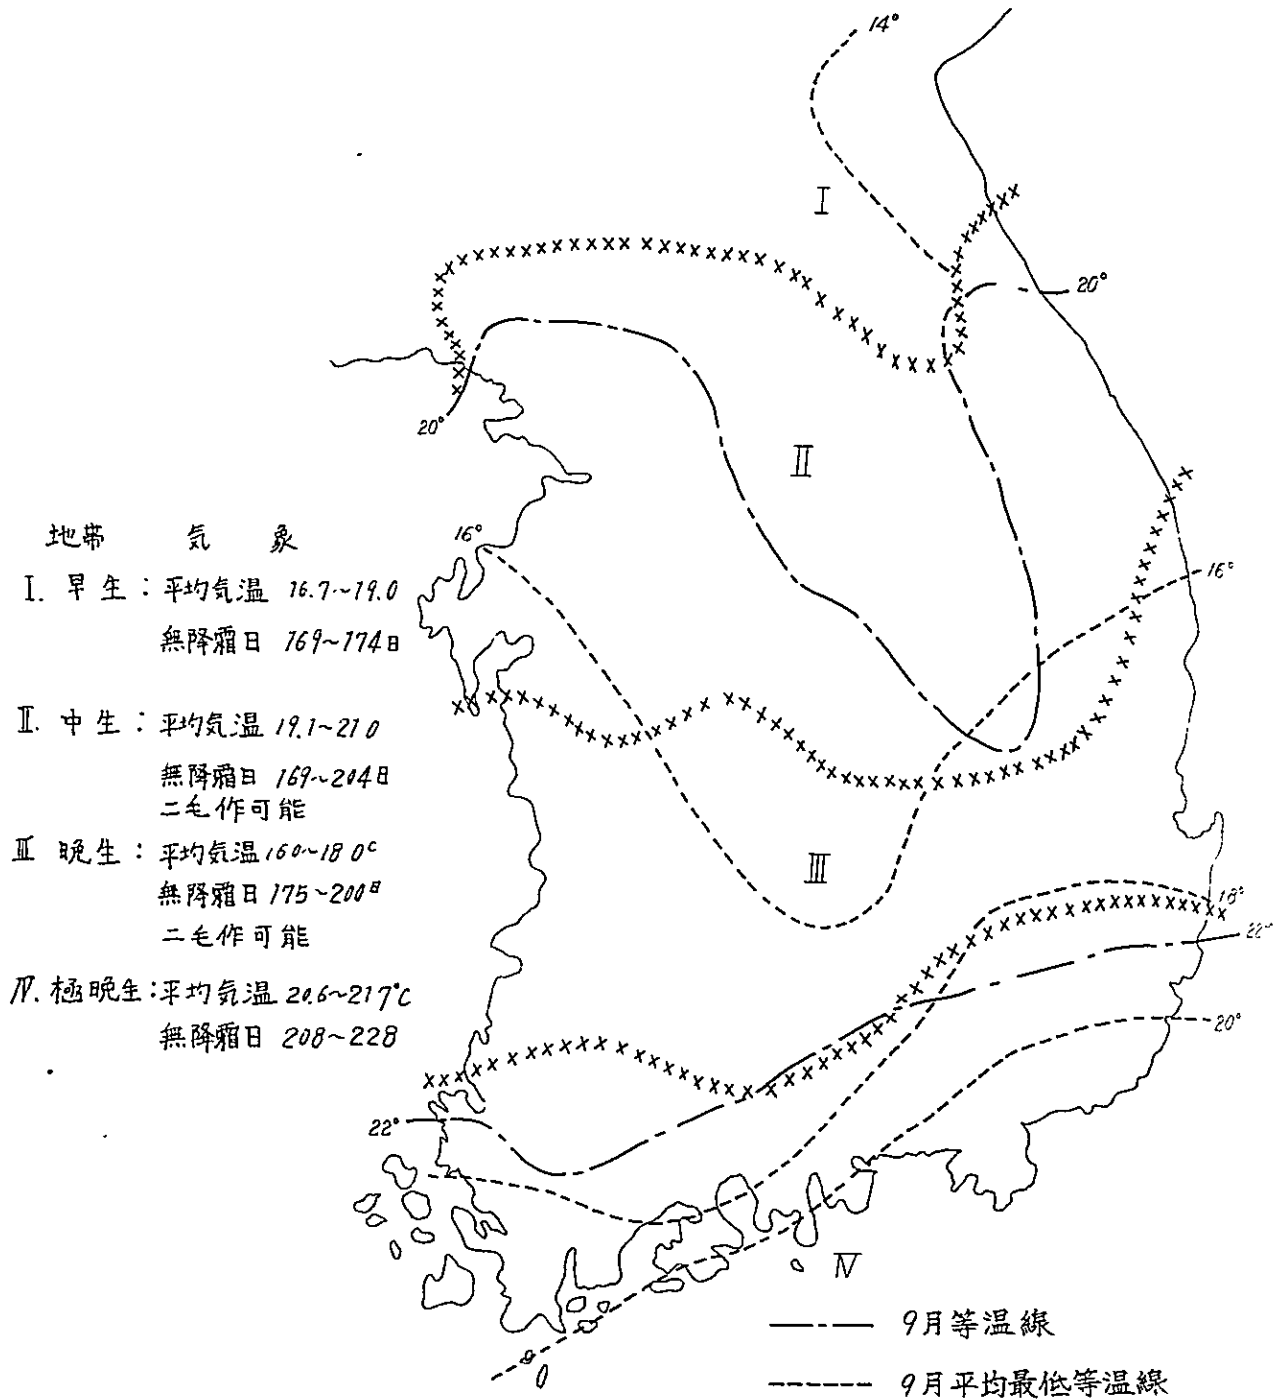 14°
I
20°
20°
II
16°
16°
地帯 気象
I. 早生：平均気温 16.7~19.0
無降霜日 169~174日
II. 中生：平均気温 19.1~21.0
無降霜日 169~204日
二毛作可能
III 晩生：平均気温 16.0~18.0℃
無降霜日 175~200日
二毛作可能
III
18°
22°
IV. 極晩生：平均気温 20.6~21.7℃
無降霜日 208~228
20°
22°
IV
9月等温線
9月平均最低等温線